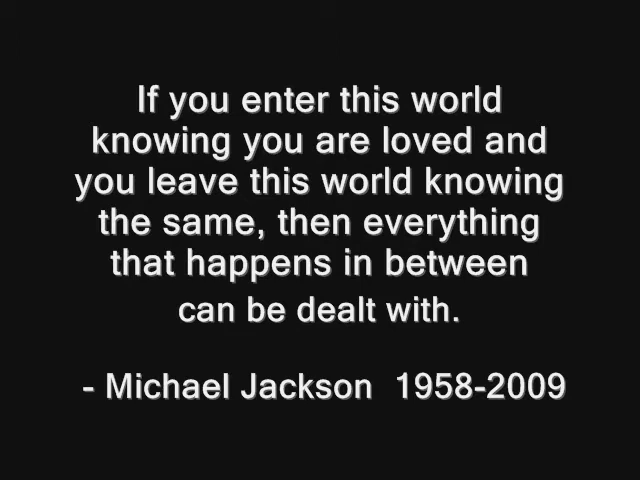 If you enter this world
knowing you are loved and
you leave this world knowing
the same, then everything
that happens in between
can be dealt with.
- Michael Jackson  1958-2009